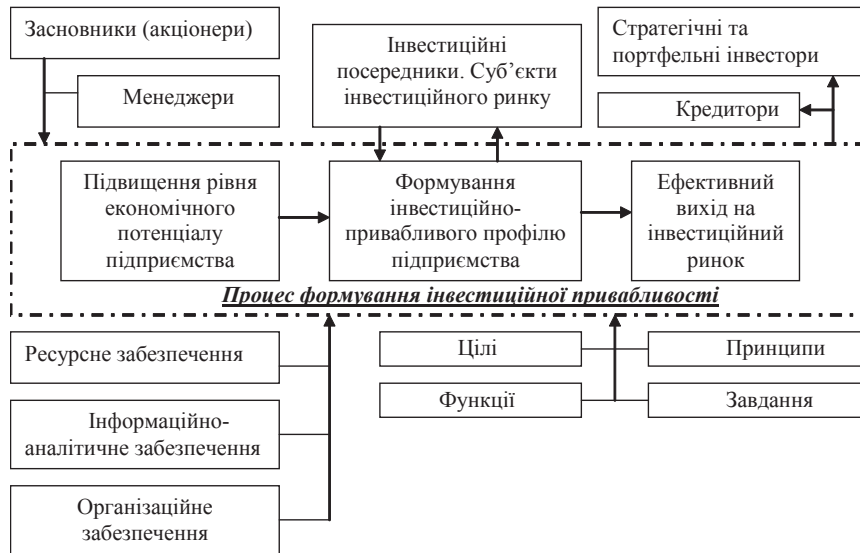 Засновники (акціонери)
Менеджери
Інвестиційні
посередники. Суб’єкти
інвестиційного ринку
Стратегічні та
портфельні інвестори
Кредитори
Підвищення рівня
економічного
потенціалу
підприємства
Формування
інвестиційно-
привабливого профілю
підприємства
Ефективний
вихід на
інвестиційний
ринок
Процес формування інвестиційної привабливості
Ресурсне забезпечення
Інформаційно-
аналітичне забезпечення
Організаційне
забезпечення
Цілі
Принципи
Функції
Завдання